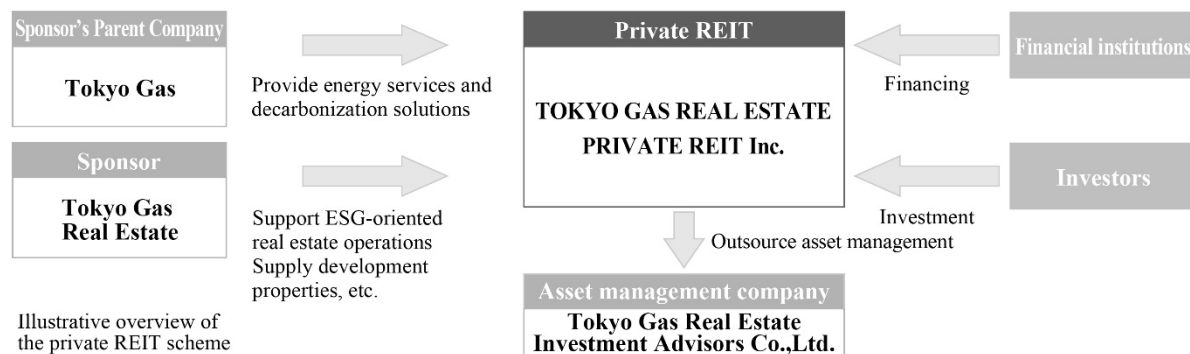 Sponsor's Parent Company
Tokyo Gas
Provide energy services and
decarbonization solutions
Sponsor
Tokyo Gas
Real Estate
Support ESG-oriented
real estate operations
Supply development
properties, etc.
Illustrative overview of
the private REIT scheme
Private REIT
TOKYO GAS REAL ESTATE
PRIVATE REIT Inc.
Financing
Financial institutions
Investment
Investors
Outsource asset management
Asset management company
Tokyo Gas Real Estate
Investment Advisors Co.,Ltd.